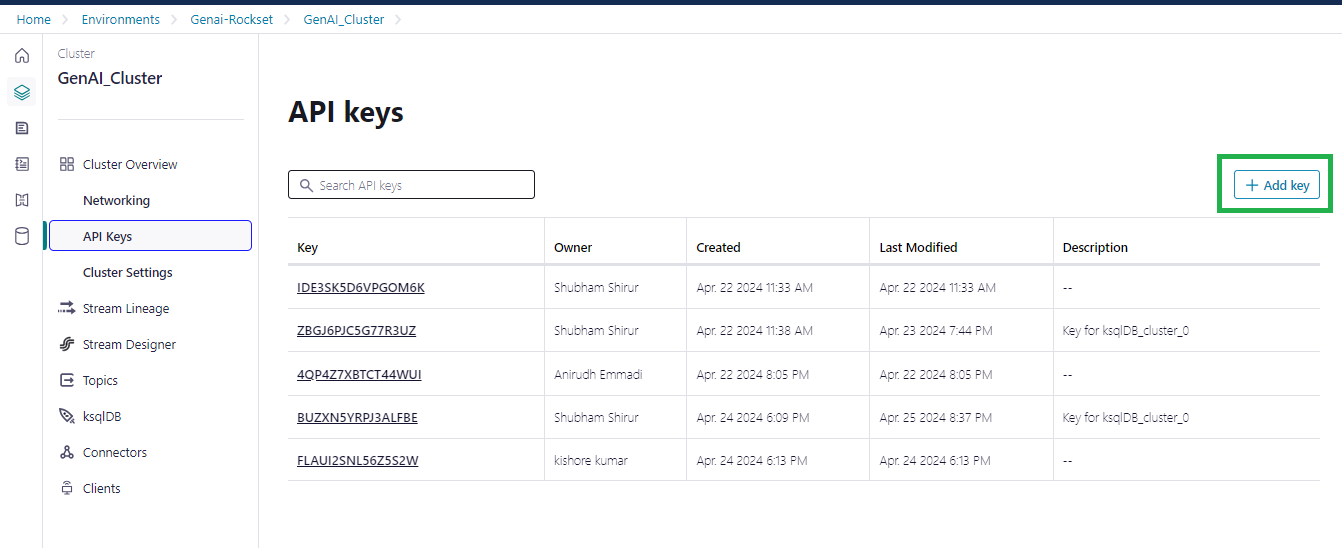 Home
Environments
Genai-Rockset
GenAI_Cluster
Cluster
GenAI_Cluster
Cluster Overview
Networking
API Keys
Cluster Settings
Stream Lineage
Stream Designer
Topics
ksqlDB
Connectors
Clients
API keys
Search API keys
Add key
Key Owner Created Last Modified Description
IDE3SK5D6VPGOM6K Shubham Shirur Apr. 22 2024 11:33 AM Apr. 22 2024 11:33 AM --
ZBGJ6PJC5G77R3UZ Shubham Shirur Apr. 22 2024 11:38 AM Apr. 23 2024 7:44 PM Key for ksqlDB_cluster_0
4QP4Z7XBTCT44WUI Anirudh Emmadi Apr. 22 2024 8:05 PM Apr. 22 2024 8:05 PM --
BUZXN5YRPJ3ALFBE Shubham Shirur Apr. 24 2024 6:09 PM Apr. 25 2024 8:37 PM Key for ksqlDB_cluster_0
FLAUI2SNL56Z5S2W kishore kumar Apr. 24 2024 6:13 PM Apr. 24 2024 6:13 PM --